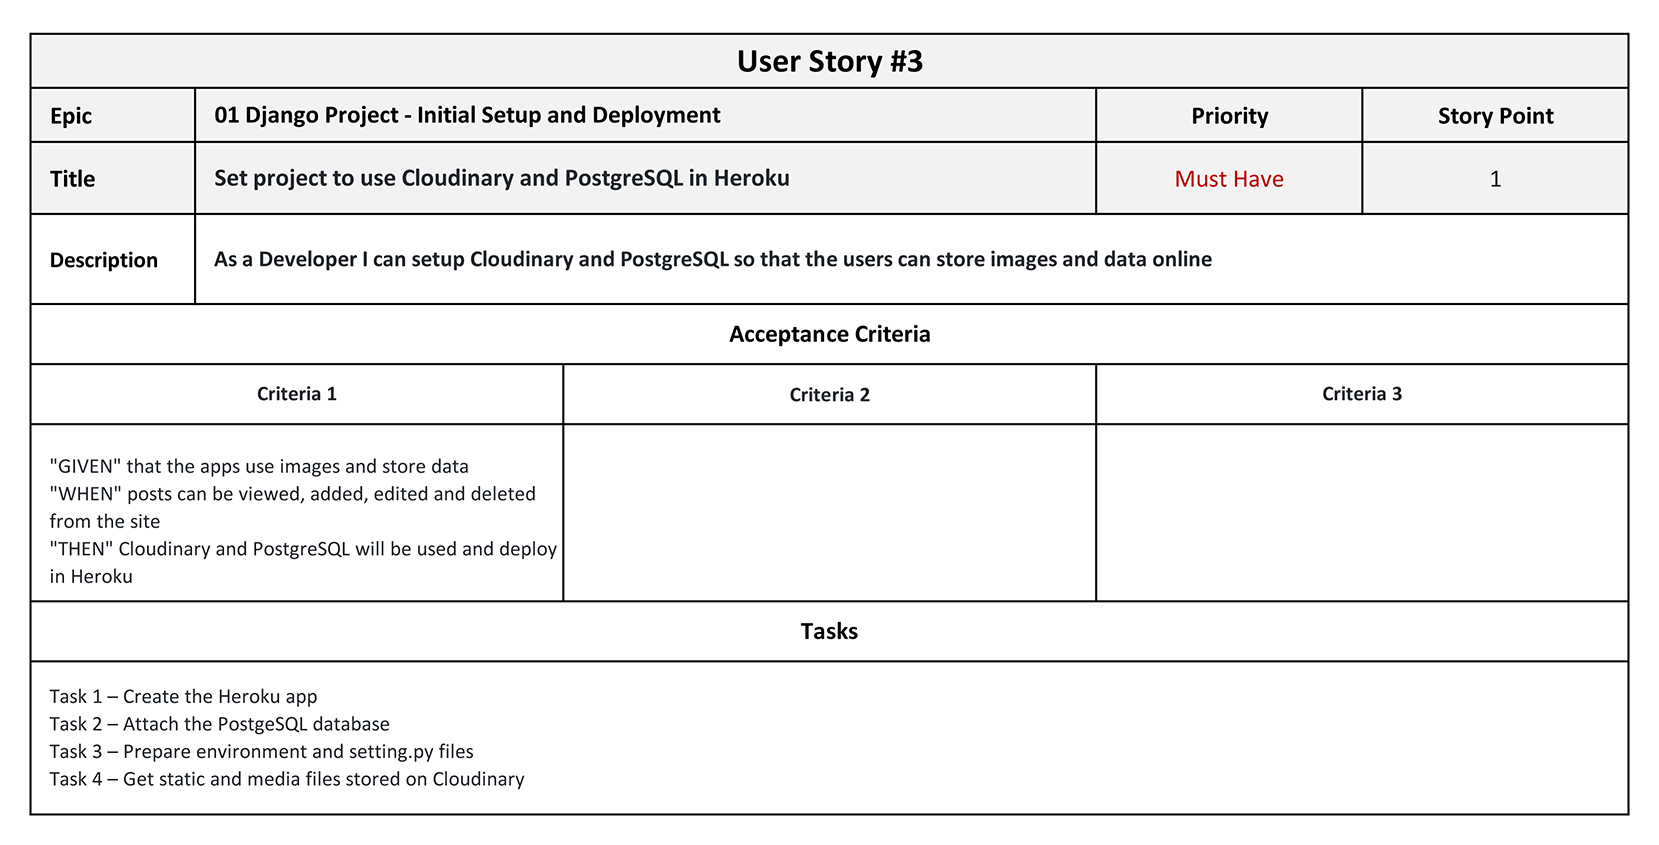 User Story #3
Epic
01 Django Project - Initial Setup and Deployment
Priority
Story Point
Title
Set project to use Cloudinary and PostgreSQL in Heroku
Must Have
1
Description
As a Developer I can setup Cloudinary and PostgreSQL so that the users can store images and data online
Acceptance Criteria
Criteria 1
Criteria 2
Criteria 3
"GIVEN" that the apps use images and store data
"WHEN" posts can be viewed, added, edited and deleted
from the site
"THEN" Cloudinary and PostgreSQL will be used and deploy
in Heroku
Tasks
Task 1 – Create the Heroku app
Task 2 – Attach the PostgeSQL database
Task 3 – Prepare environment and setting.py files
Task 4 – Get static and media files stored on Cloudinary